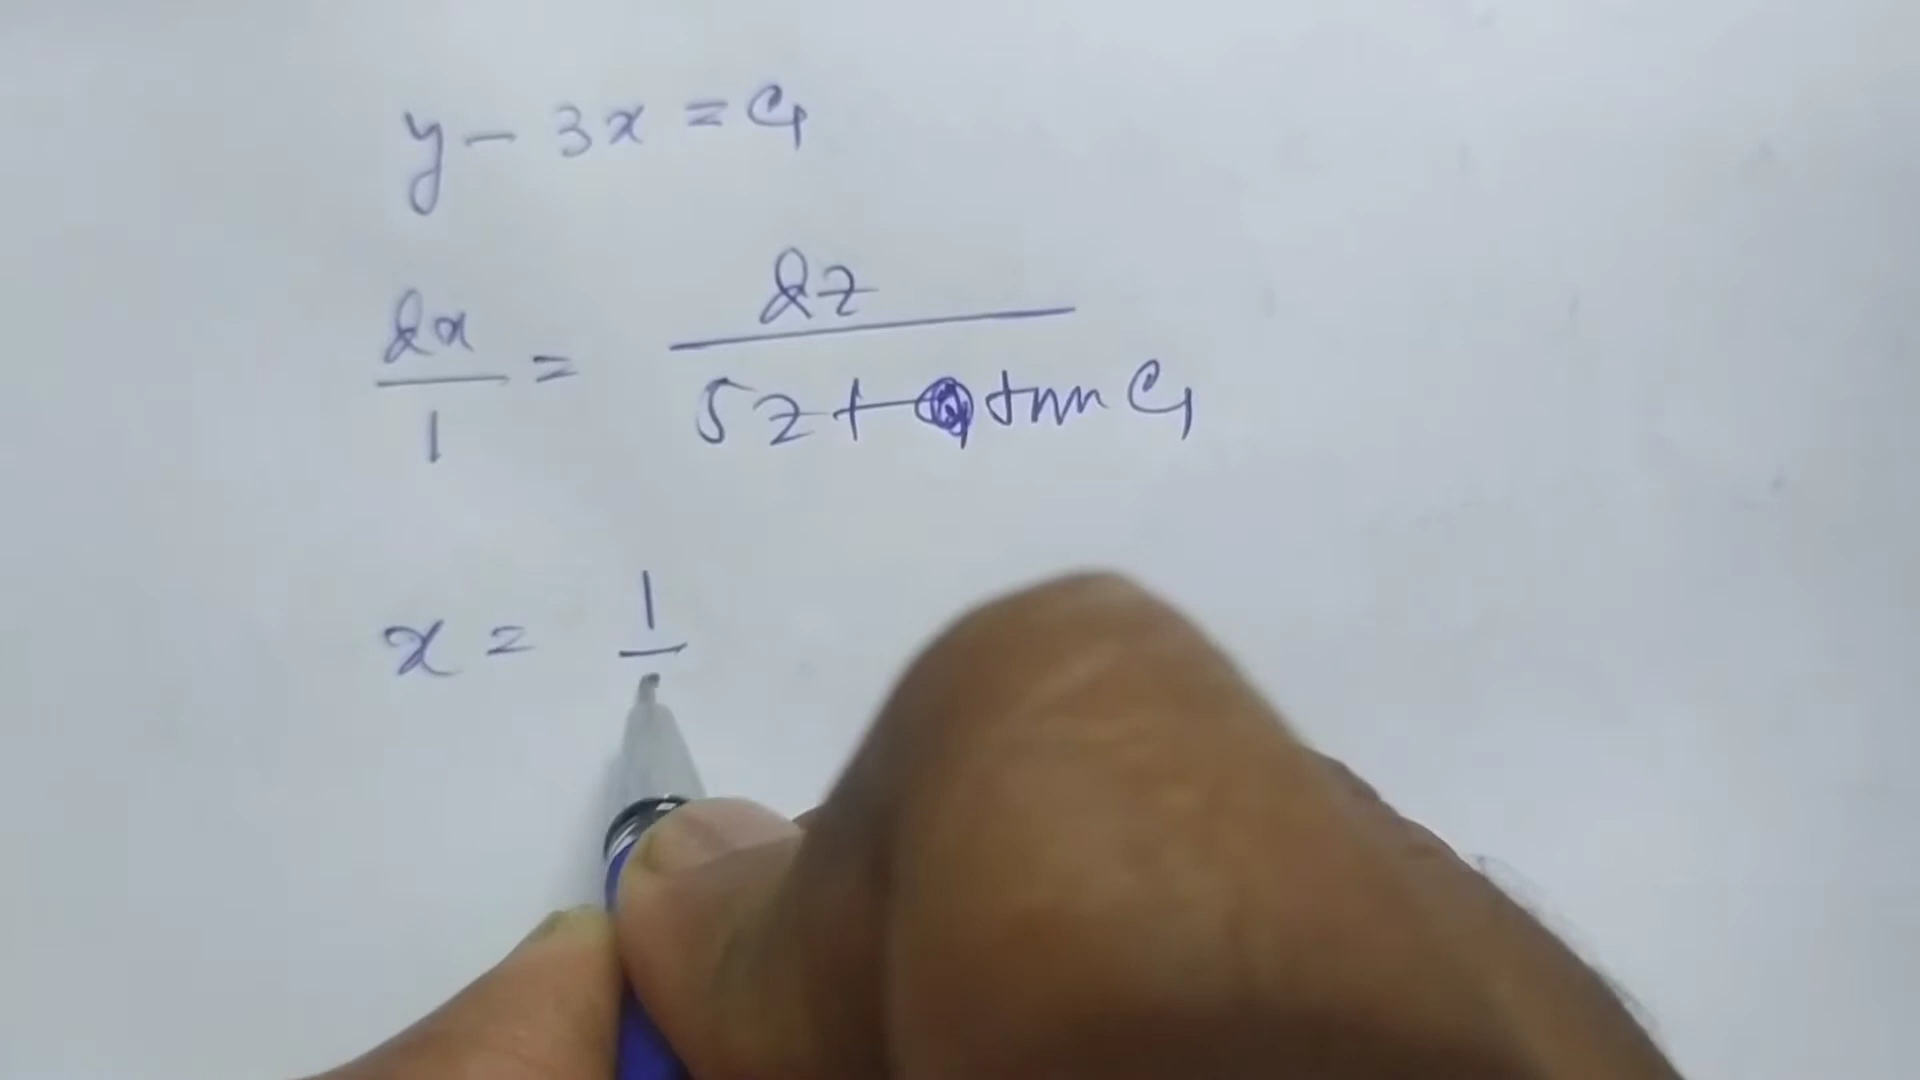 y - 3x = C1
dx/1 = dz/(5z + tan C1)
x = 1/